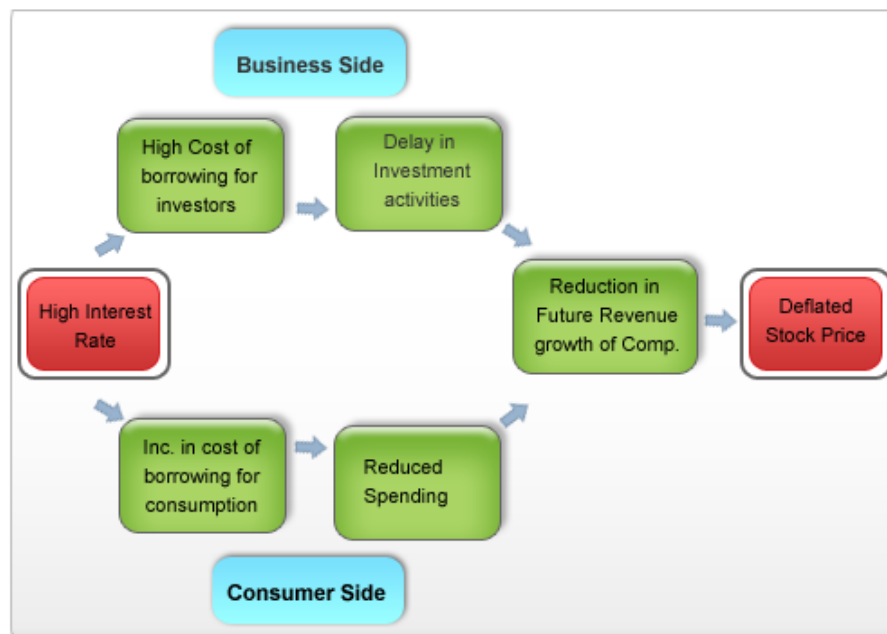 Business Side
High Cost of
borrowing for
investors
Delay in
Investment
activities
High Interest
Rate
Reduction in
Future Revenue
growth of Comp.
Deflated
Stock Price
Inc. in cost of
borrowing for
consumption
Reduced
Spending
Consumer Side